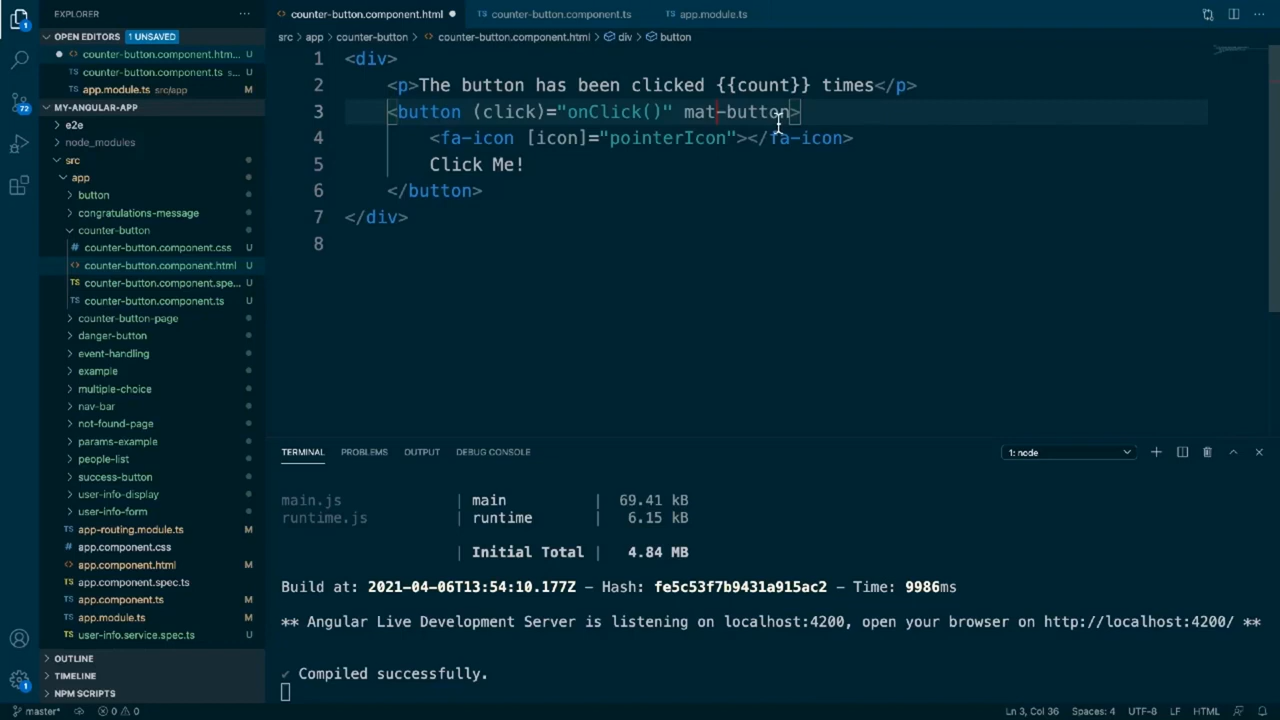 EXPLORER
OPEN EDITORS 1 UNSAVED
counter-button.component.htm...
counter-button.component.ts s...
app.module.ts src/app
MY-ANGULAR-APP
e2e
node_modules
src
app
button
congratulations-message
counter-button
counter-button.component.css U
counter-button.component.html U
counter-button.component.spe... U
counter-button.component.ts U
counter-button-page
danger-button
event-handling
example
multiple-choice
nav-bar
not-found-page
params-example
people-list
success-button
user-info-display
user-info-form
app-routing.module.ts M
app.component.css
app.component.html M
app.component.spec.ts
app.component.ts M
app.module.ts M
user-info.service.spec.ts U
OUTLINE
TIMELINE
NPM SCRIPTS
1
72
1
counter-button.component.html
counter-button.component.ts
app.module.ts
src > app > counter-button > counter-button.component.html > div > button
1 <div>
2 <p>The button has been clicked {{count}} times</p>
3 <button (click)="onClick()" mat-button>
4 <fa-icon [icon]="pointerIcon"></fa-icon>
5 Click Me!
6 </button>
7 </div>
8
TERMINAL PROBLEMS OUTPUT DEBUG CONSOLE
1: node
main.js | main | 69.41 kB
runtime.js | runtime | 6.15 kB
| Initial Total | 4.84 MB
Build at: 2021-04-06T13:54:10.177Z - Hash: fe5c53f7b9431a915ac2 - Time: 9986ms
** Angular Live Development Server is listening on localhost:4200, open your browser on http://localhost:4200/ **
✓ Compiled successfully.
master* 0 0 Ln 3, Col 36 Spaces: 4 UTF-8 LF HTML